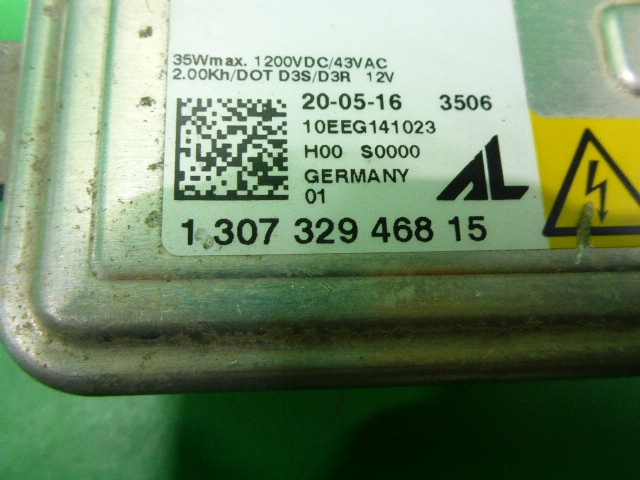 35Wmax. 1200VDC/43VAC
2.00Kh/DOT D3S/D3R 12V
20-05-16 3506
10EEG141023
H00 S0000
GERMANY
01
AL
1 307 329 468 15